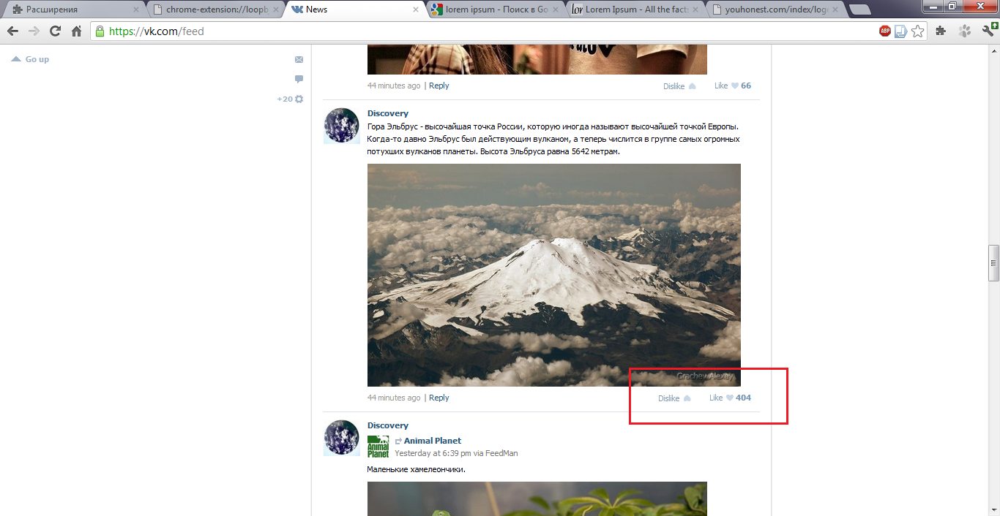 Расширения
chrome-extension://loopb
News
lorem ipsum - Поиск в Go
Lorem Ipsum - All the facts
youhonest.com/index/log
https://vk.com/feed
ABP
Go up
+20
44 minutes ago | Reply
Dislike
Like 66
Discovery
Гора Эльбрус - высочайшая точка России, которую иногда называют высочайшей точкой Европы.
Когда-то давно Эльбрус был действующим вулканом, а теперь числится в группе самых огромных
потухших вулканов планеты. Высота Эльбруса равна 5642 метрам.
Grachev Alexey
44 minutes ago | Reply
Dislike
Like 404
Discovery
Animal Planet
Animal Planet
Yesterday at 6:39 pm via FeedMan
Маленькие хамелеончики.